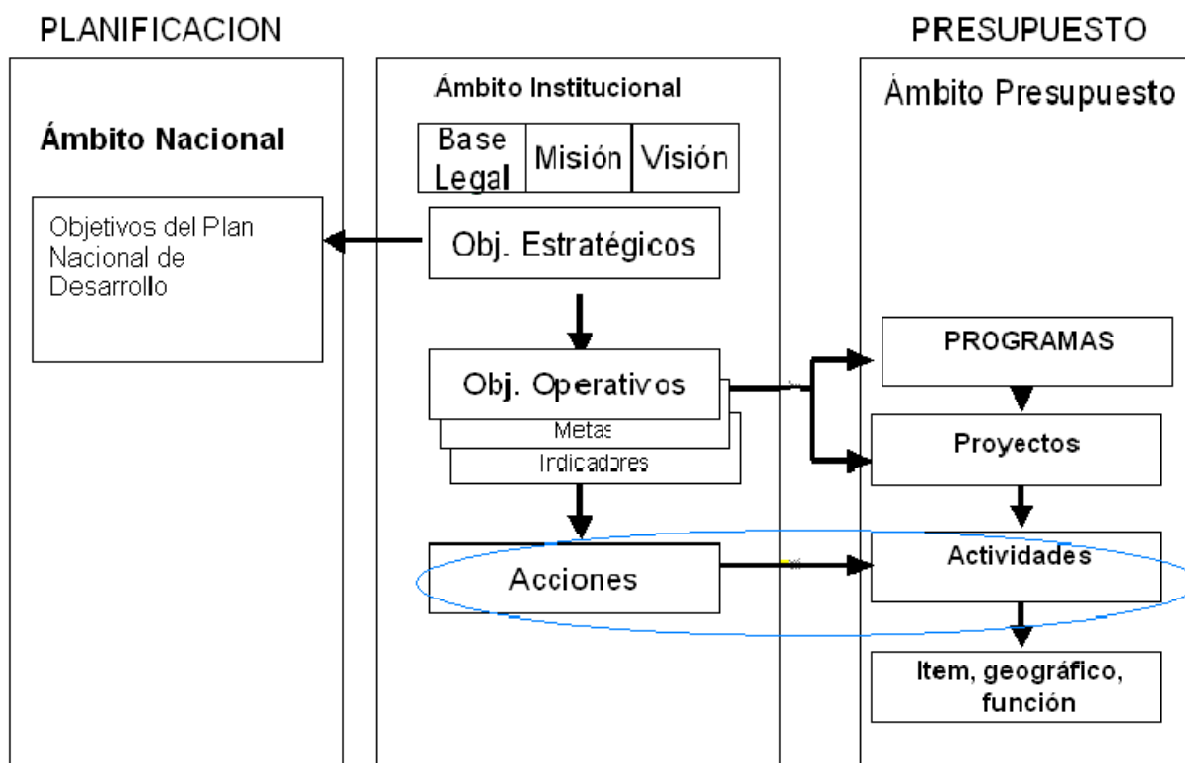 PLANIFICACION
PRESUPUESTO
Ámbito Nacional
Objetivos del Plan
Nacional de
Desarrollo
Ámbito Institucional
Base
Legal
Misión
Visión
Obj. Estratégicos
Obj. Operativos
Metas
Indicadores
Acciones
Ámbito Presupuesto
PROGRAMAS
Proyectos
Actividades
Item, geográfico,
función